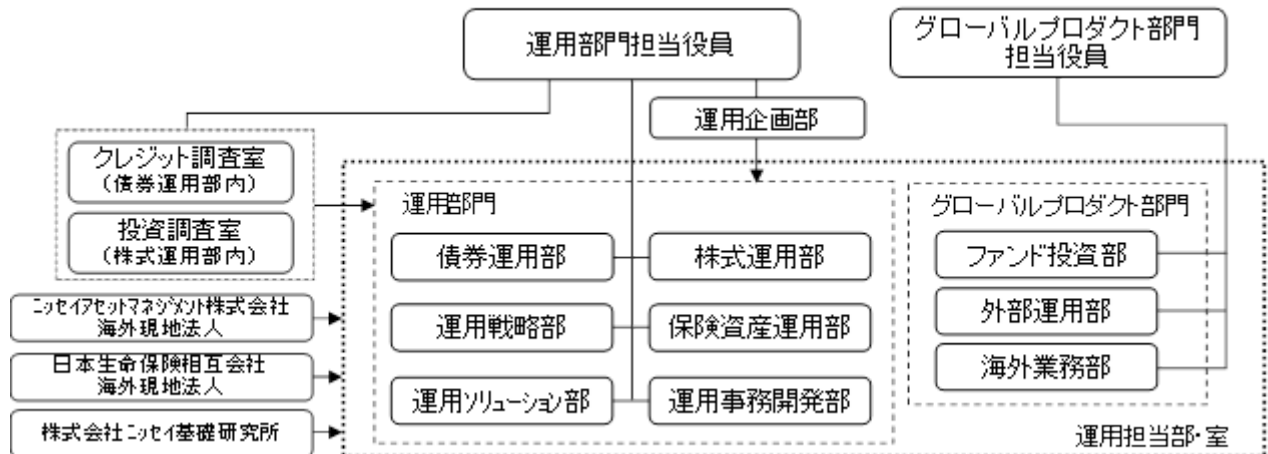 運用部門担当役員
グローバルプロダクト部門
担当役員
運用企画部
クレジット調査室
(債券運用部内)
投資調査室
(株式運用部内)
運用部門
債券運用部
株式運用部
運用戦略部
保険資産運用部
運用ソリューション部
運用事務開発部
グローバルプロダクト部門
ファンド投資部
外部運用部
海外業務部
ニッセイアセットマネジメント株式会社
海外現地法人
日本生命保険相互会社
海外現地法人
株式会社ニッセイ基礎研究所
運用担当部・室